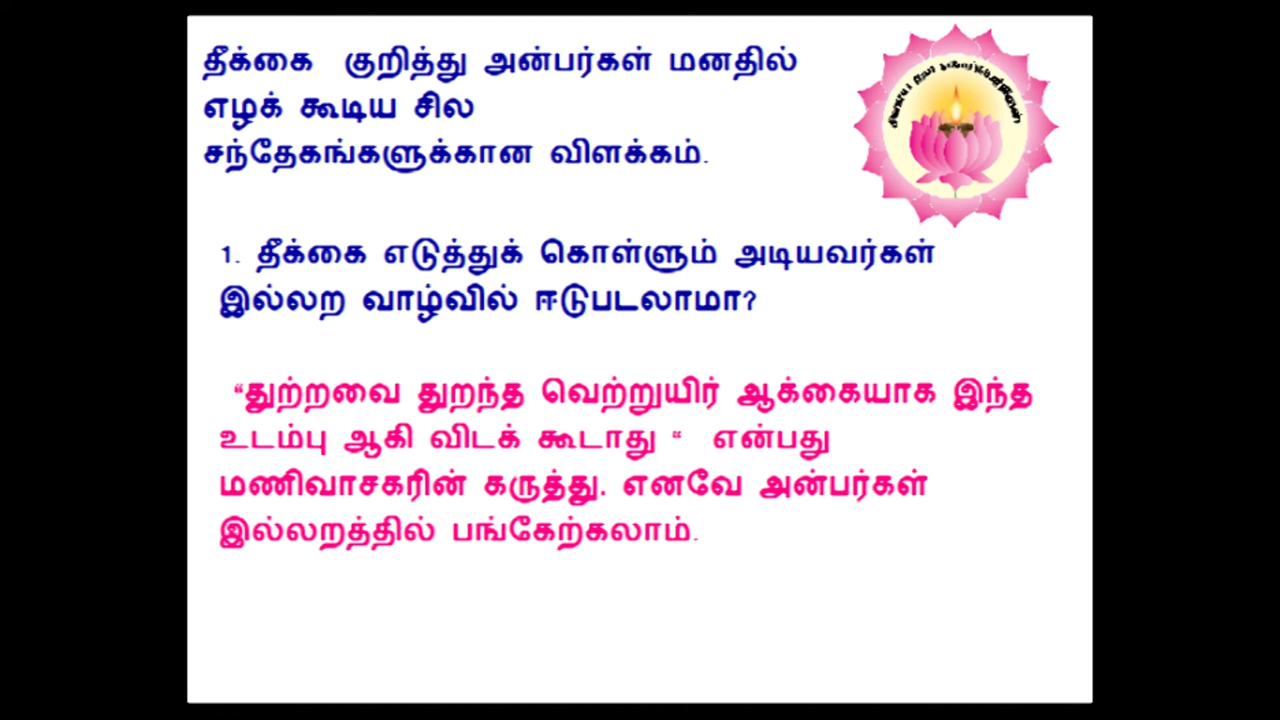 தீக்கை குறித்து அன்பர்கள் மனதில்
எழக் கூடிய சில
சந்தேகங்களுக்கான விளக்கம்.
1. தீக்கை எடுத்துக் கொள்ளும் அடியவர்கள்
இல்லற வாழ்வில் ஈடுபடலாமா?
“துற்றவை துறந்த வெற்றுயிர் ஆக்கையாக இந்த
உடம்பு ஆகி விடக் கூடாது “ என்பது
மணிவாசகரின் கருத்து. எனவே அன்பர்கள்
இல்லறத்தில் பங்கேற்கலாம்.